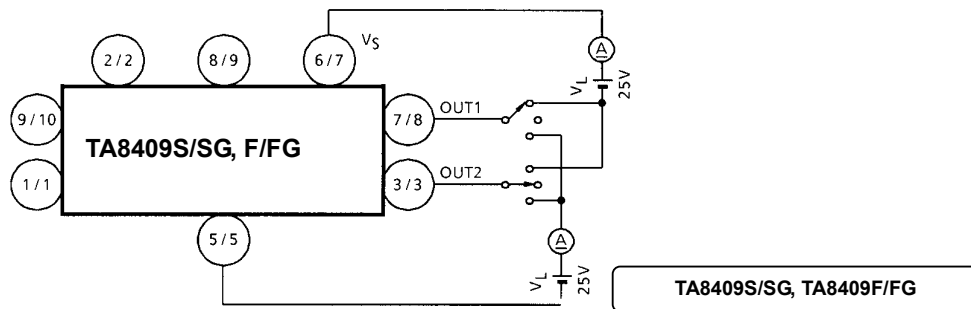 2 / 2
8 / 9
6 / 7
VS
A
VL
25V
9 / 10
7 / 8
OUT1
TA8409S/SG, F/FG
1 / 1
3 / 3
OUT2
5 / 5
A
VL
25V
TA8409S/SG, TA8409F/FG